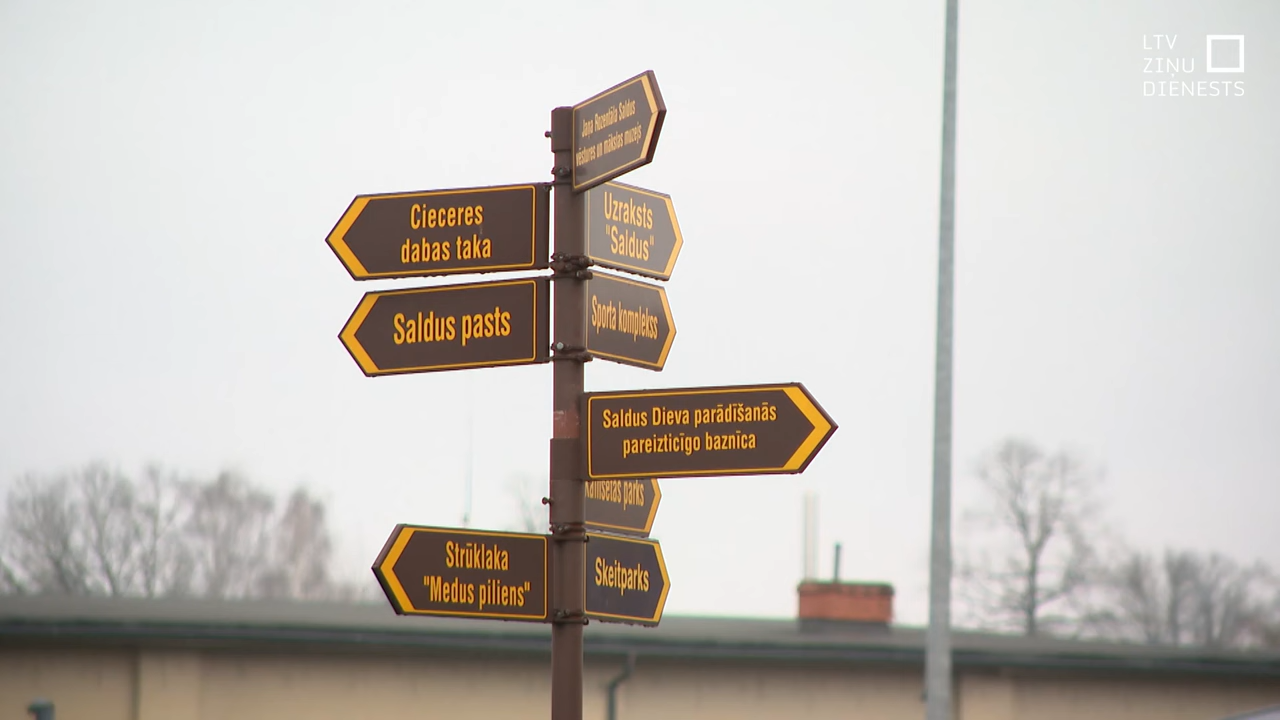 LTV
ZIŅU
DIENESTS
Jaņa Rozentāla Saldus
vēstures un mākslas muzejs
Cieceres
dabas taka
Uzraksts
"Saldus"
Saldus pasts
Sporta komplekss
Saldus Dieva parādīšanās
pareizticīgo baznīca
parks
Strūklaka
"Medus piliens"
Skeitparks